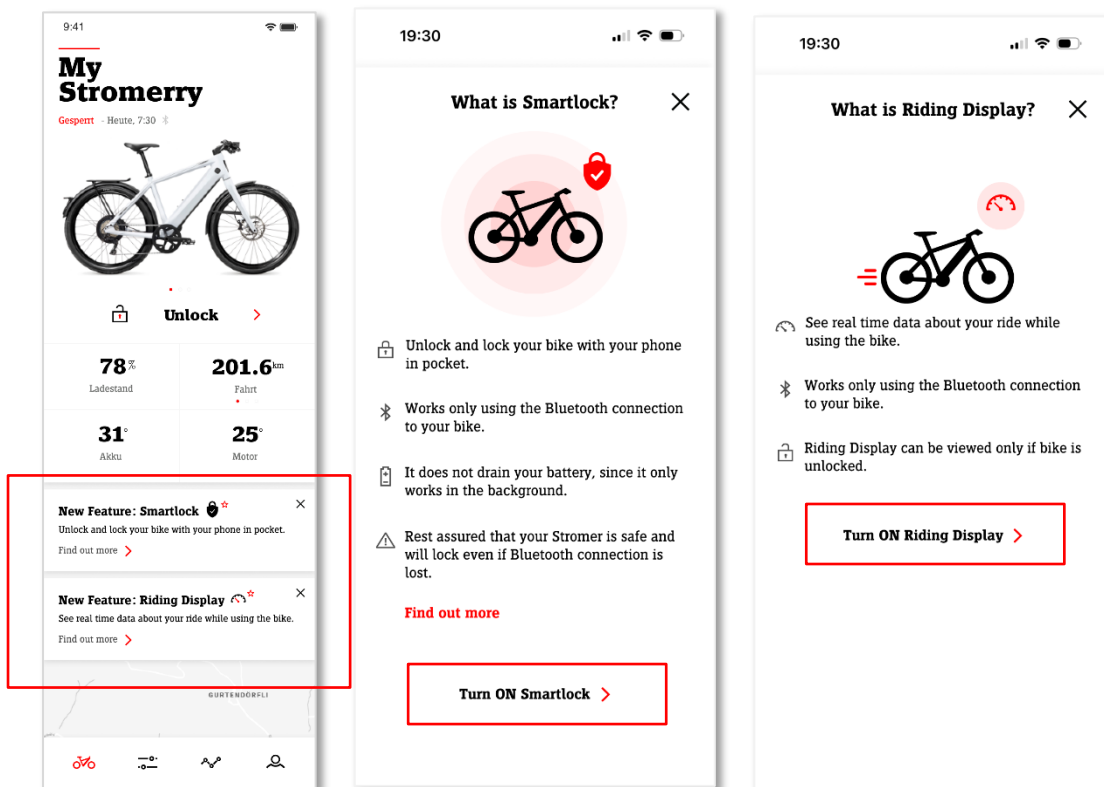 9:41
My
Stromerry
Gesperrt - Heute, 7:30
Unlock
78%
Ladestand
201.6km
Fahrt
31°
Akku
25°
Motor
New Feature: Smartlock
Unlock and lock your bike with your phone in pocket.
Find out more
New Feature: Riding Display
See real time data about your ride while using the bike.
Find out more
GURTENDÖRFLI
19:30
What is Smartlock?
Unlock and lock your bike with your phone
in pocket.
Works only using the Bluetooth connection
to your bike.
It does not drain your battery, since it only
works in the background.
Rest assured that your Stromer is safe and
will lock even if Bluetooth connection is
lost.
Find out more
Turn ON Smartlock
19:30
What is Riding Display?
See real time data about your ride while
using the bike.
Works only using the Bluetooth connection
to your bike.
Riding Display can be viewed only if bike is
unlocked.
Turn ON Riding Display